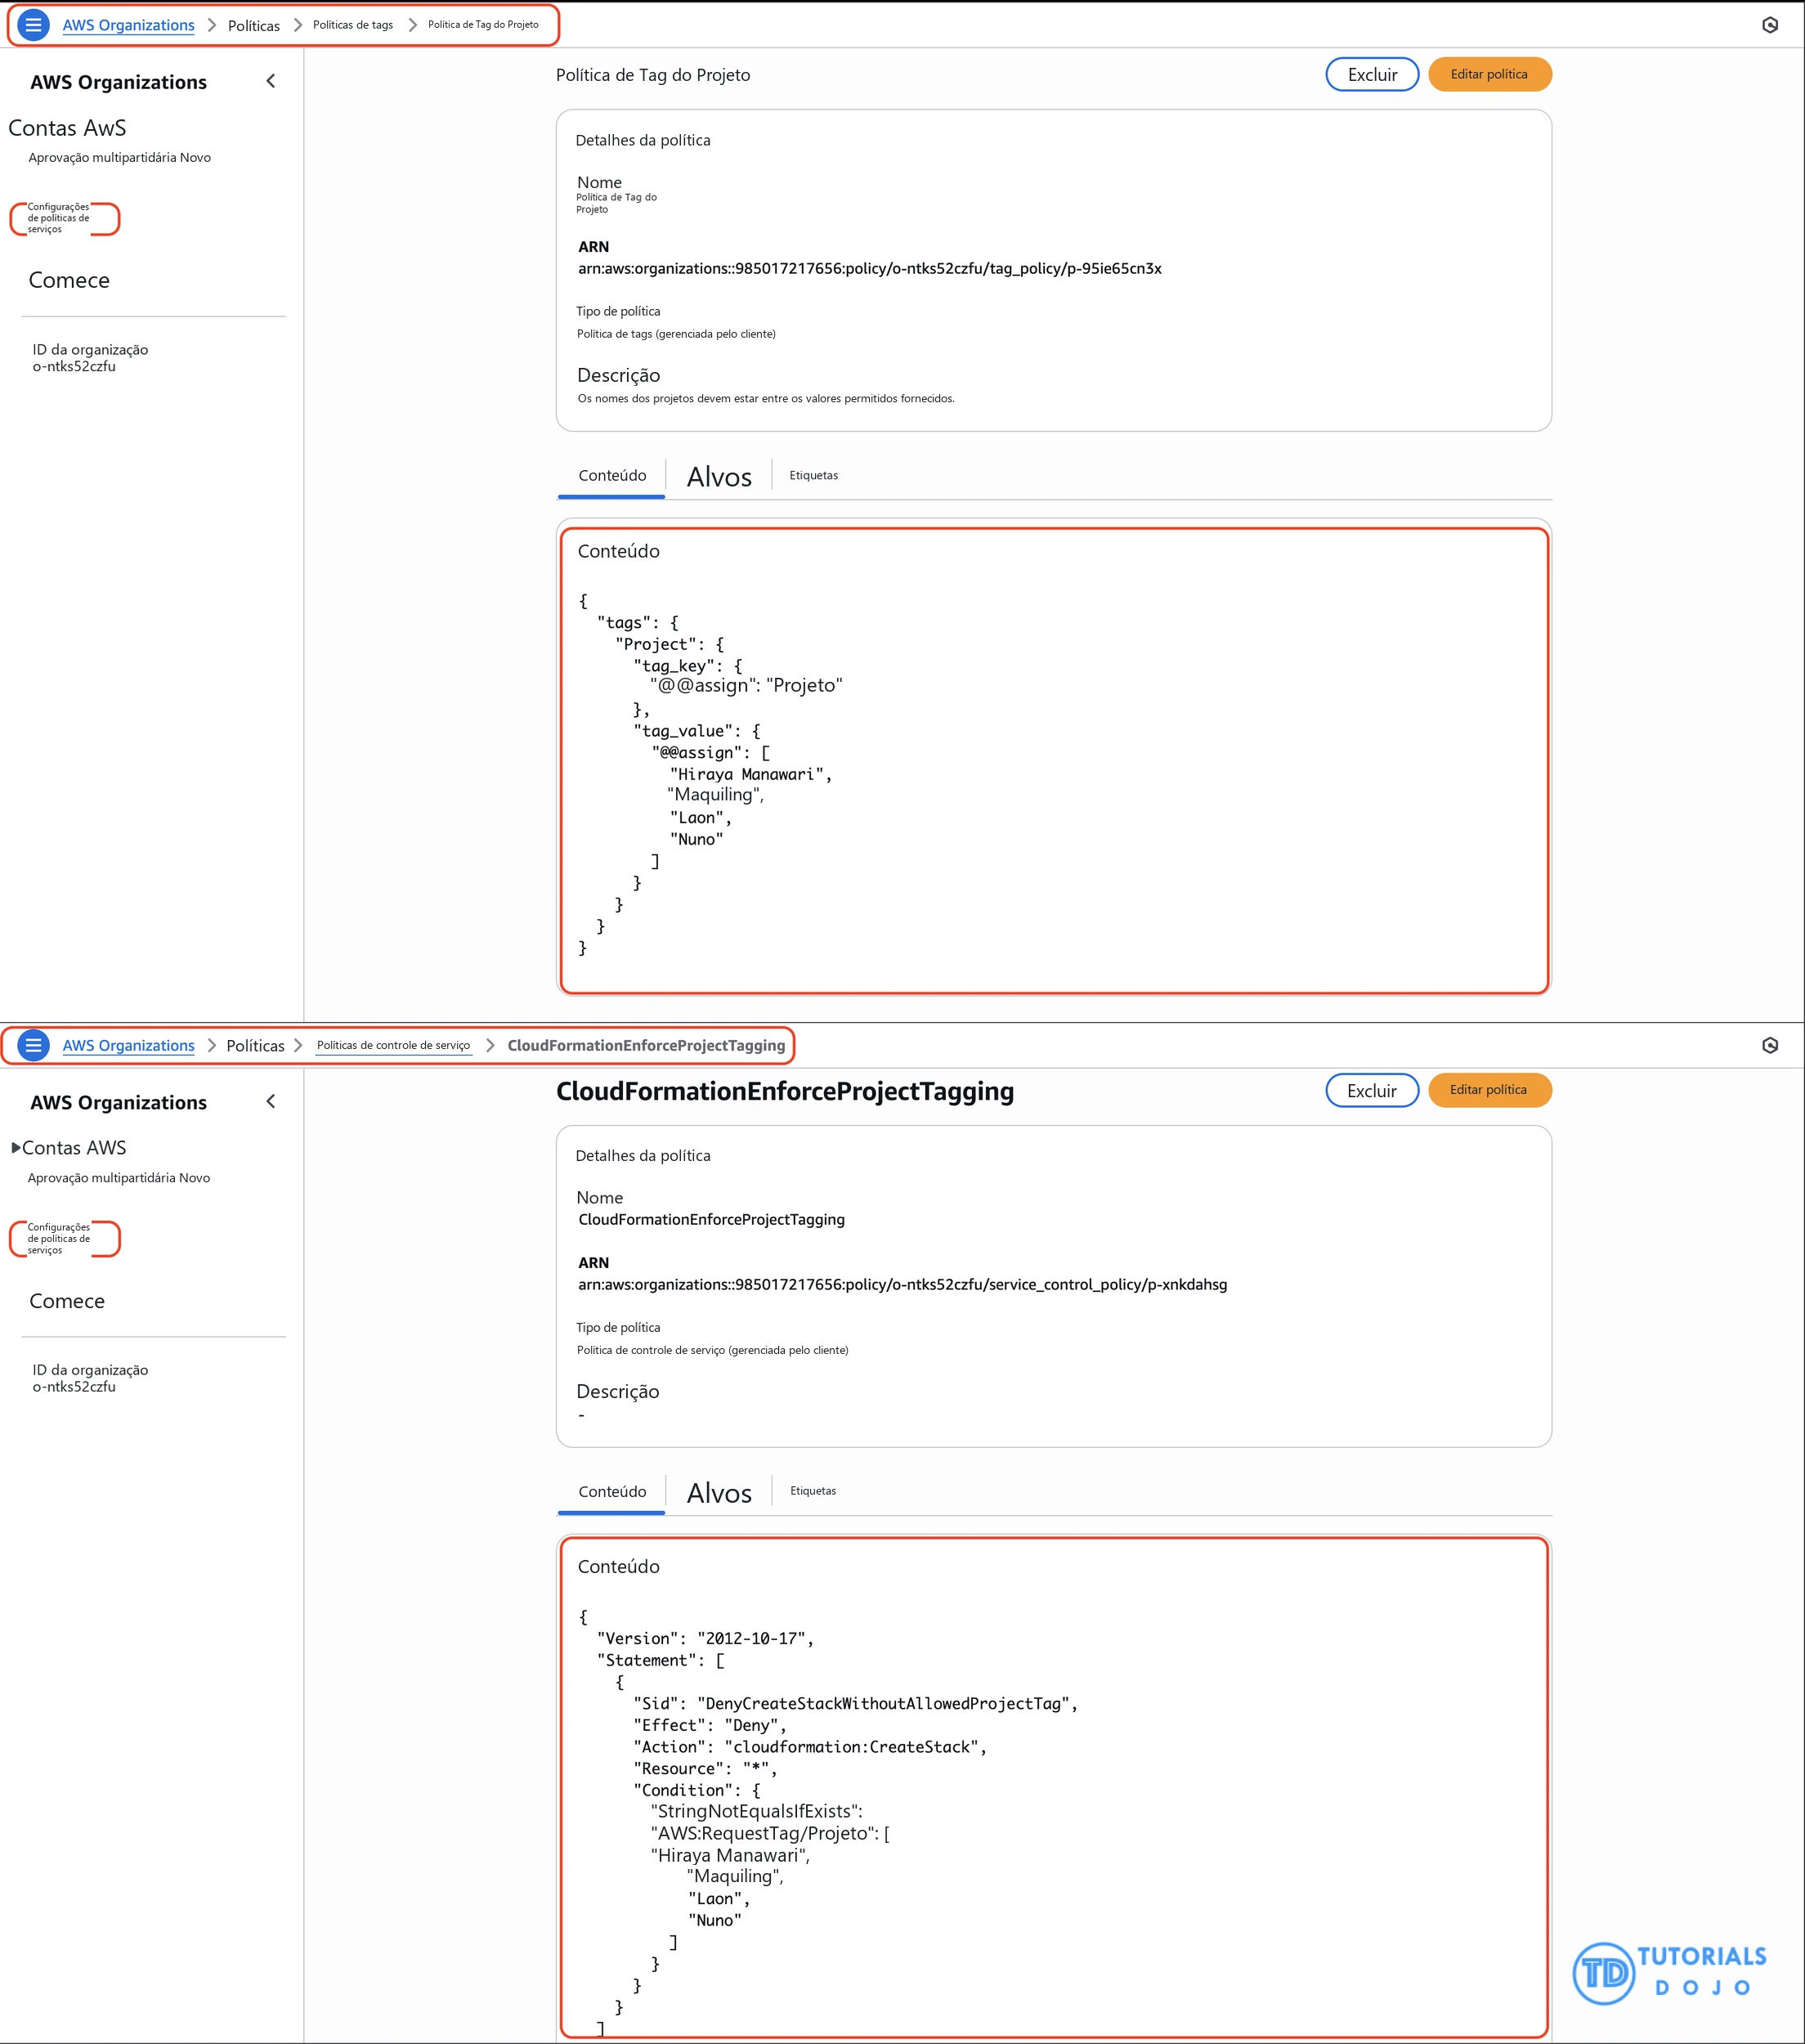 AWS Organizations > Políticas > Políticas de tags > Política de Tag do Projeto
AWS Organizations
Contas AwS
Aprovação multipartidária Novo
Configurações
de políticas de
serviços
Comece
ID da organização
o-ntks52czfu
Política de Tag do Projeto
Excluir
Editar política
Detalhes da política
Nome
Política de Tag do
Projeto
ARN
arn:aws:organizations::985017217656:policy/o-ntks52czfu/tag_policy/p-95ie65cn3x
Tipo de política
Política de tags (gerenciada pelo cliente)
Descrição
Os nomes dos projetos devem estar entre os valores permitidos fornecidos.
Conteúdo
Alvos
Etiquetas
Conteúdo
{
"tags": {
"Project": {
"tag_key": {
"@@assign": "Projeto"
},
"tag_value": {
"@@assign": [
"Hiraya Manawari",
"Maquiling",
"Laon",
"Nuno"
]
}
}
}
}
AWS Organizations > Políticas > Políticas de controle de serviço > CloudFormationEnforceProjectTagging
AWS Organizations
Contas AWS
Aprovação multipartidária Novo
Configurações
de políticas de
serviços
Comece
ID da organização
o-ntks52czfu
CloudFormationEnforceProjectTagging
Excluir
Editar política
Detalhes da política
Nome
CloudFormationEnforceProjectTagging
ARN
arn:aws:organizations::985017217656:policy/o-ntks52czfu/service_control_policy/p-xnkdahsg
Tipo de política
Política de controle de serviço (gerenciada pelo cliente)
Descrição
-
Conteúdo
Alvos
Etiquetas
Conteúdo
{
"Version": "2012-10-17",
"Statement": [
{
"Sid": "DenyCreateStackWithoutAllowedProjectTag",
"Effect": "Deny",
"Action": "cloudformation:CreateStack",
"Resource": "*",
"Condition": {
"StringNotEqualsIfExists":
"AWS:RequestTag/Projeto": [
"Hiraya Manawari",
"Maquiling",
"Laon",
"Nuno"
]
}
}
}
]
TD TUTORIALS
DOJO